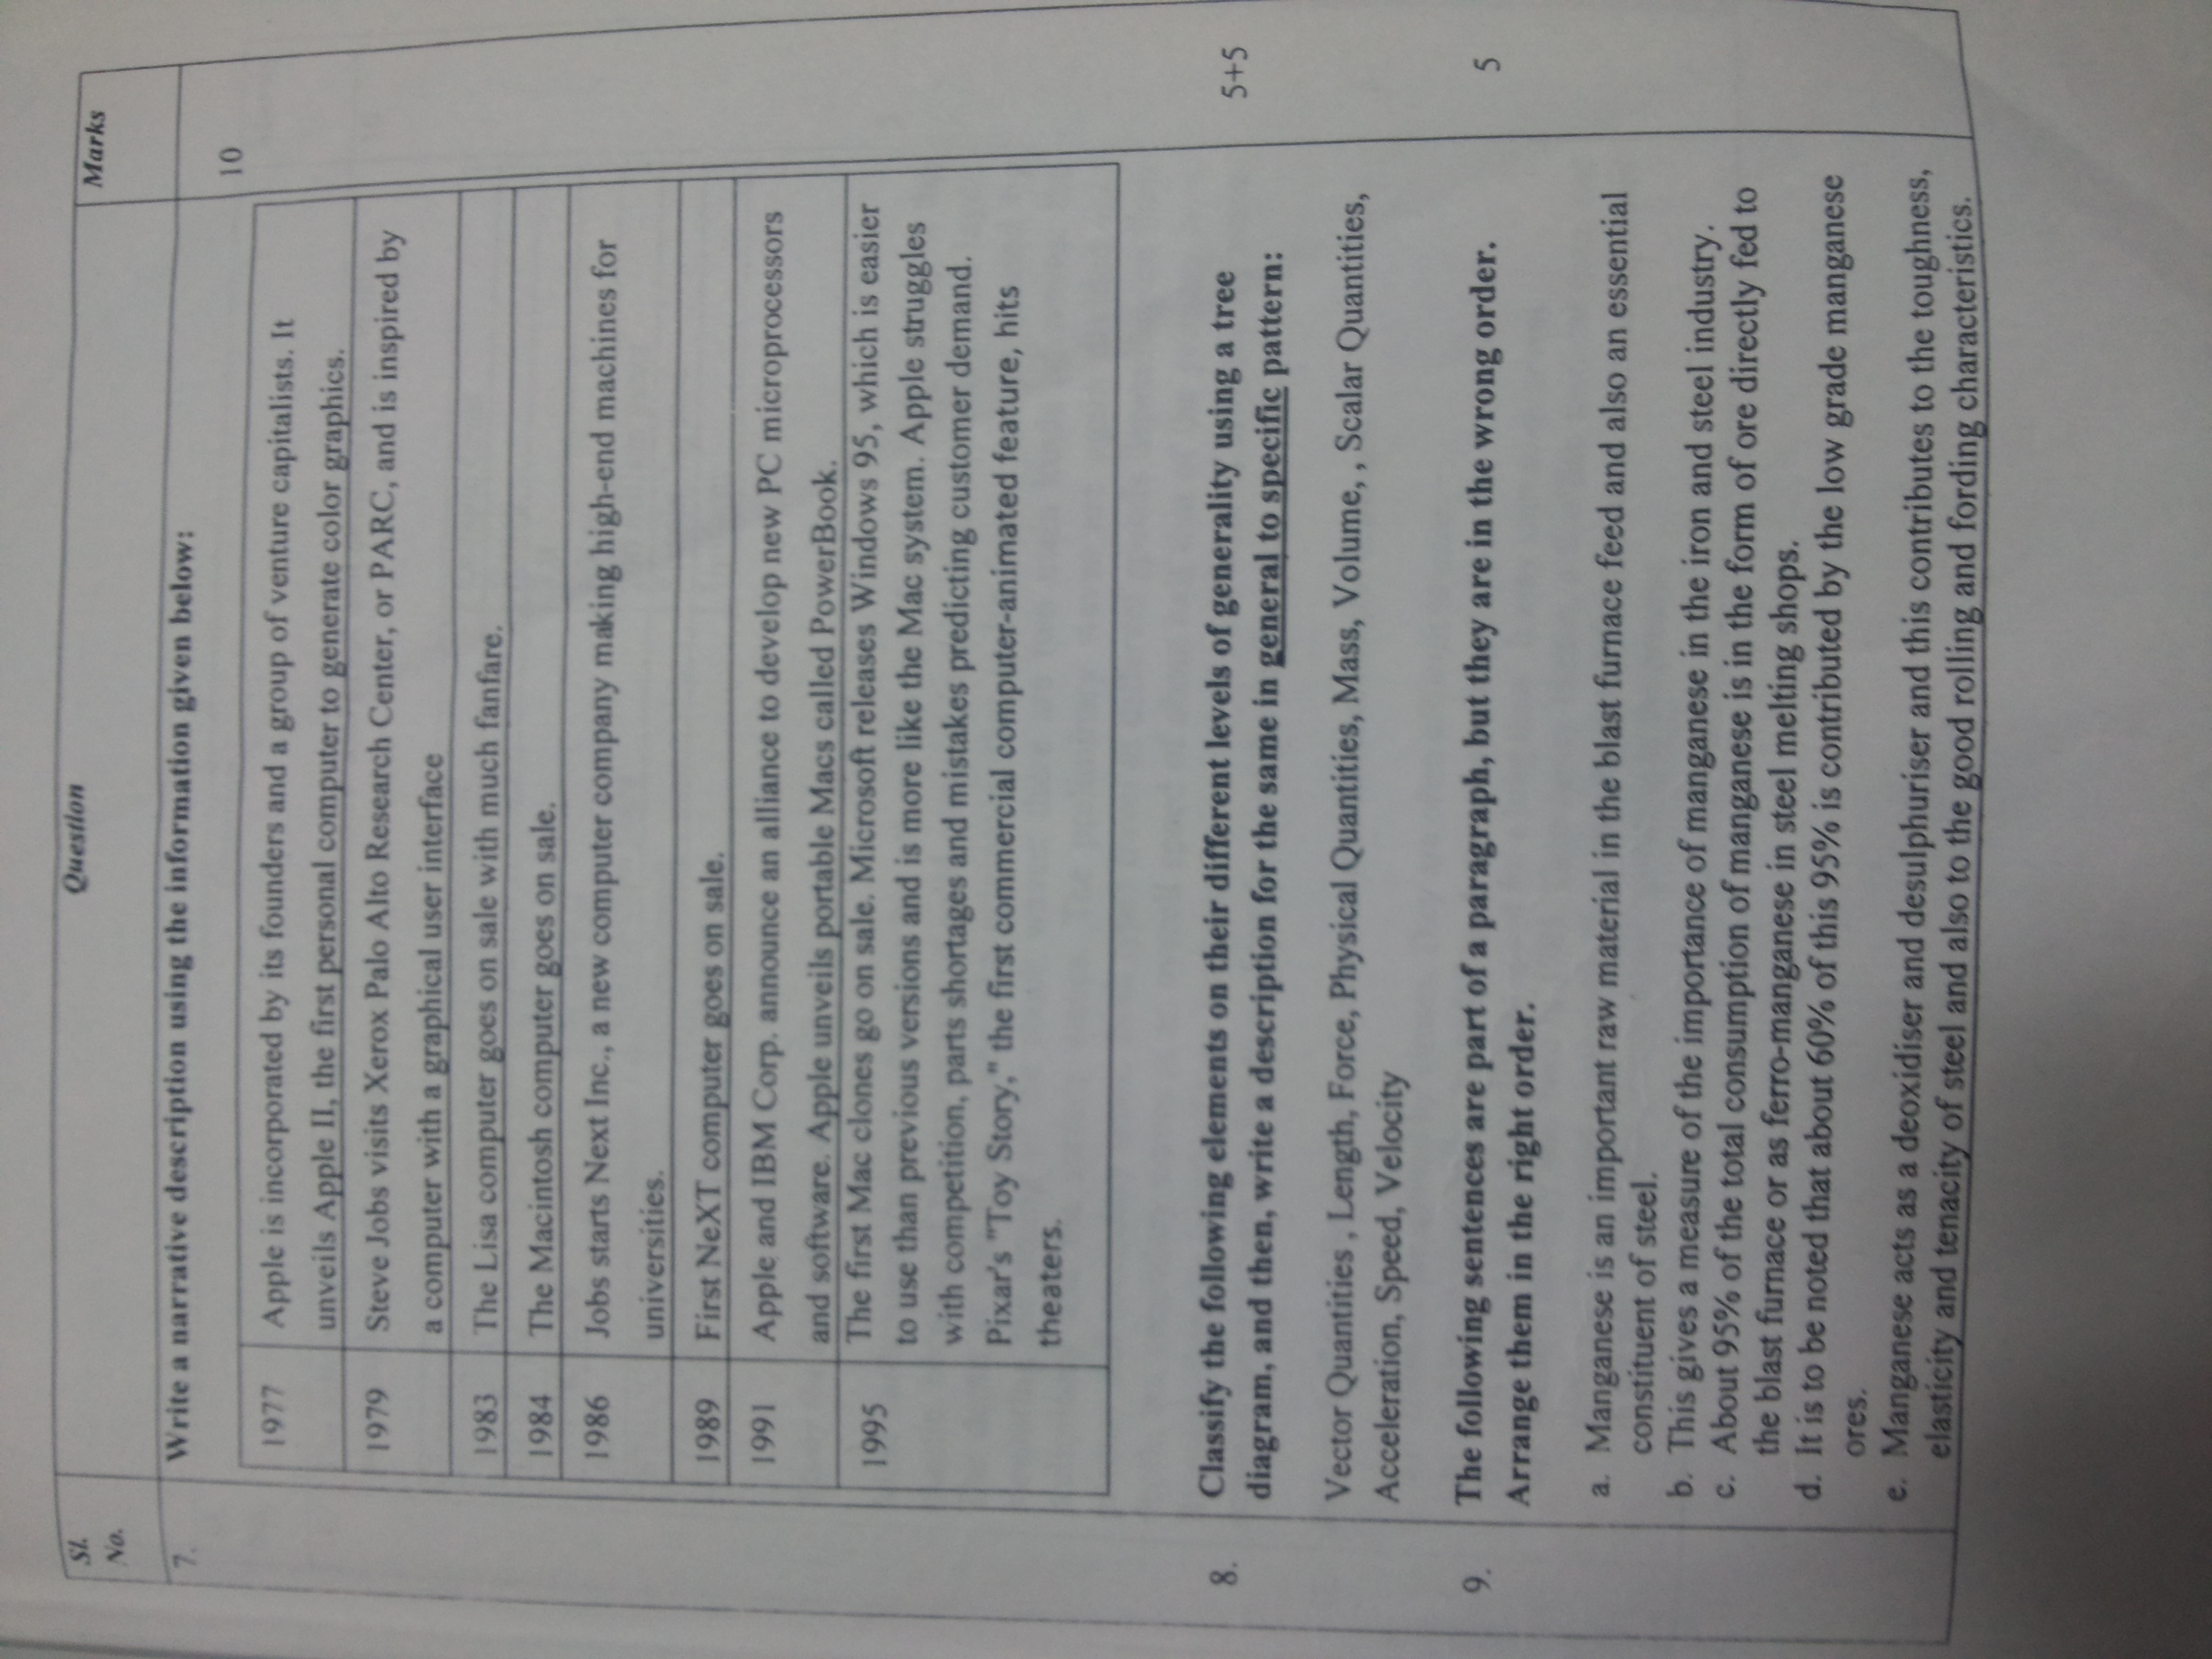 Sl. No.
Question
Marks
7.
Write a narrative description using the information given below:
10
1977
Apple is incorporated by its founders and a group of venture capitalists. It
unveils Apple II, the first personal computer to generate color graphics.
1979
Steve Jobs visits Xerox Palo Alto Research Center, or PARC, and is inspired by
a computer with a graphical user interface
1983
The Lisa computer goes on sale with much fanfare.
1984
The Macintosh computer goes on sale.
1986
Jobs starts Next Inc., a new computer company making high-end machines for
universities.
1989
First NeXT computer goes on sale.
1991
Apple and IBM Corp. announce an alliance to develop new PC microprocessors
and software. Apple unveils portable Macs called PowerBook.
1995
The first Mac clones go on sale. Microsoft releases Windows 95, which is easier
to use than previous versions and is more like the Mac system. Apple struggles
with competition, parts shortages and mistakes predicting customer demand.
Pixar's "Toy Story," the first commercial computer-animated feature, hits
theaters.
8.
Classify the following elements on their different levels of generality using a tree
diagram, and then, write a description for the same in general to specific pattern:
5+5
Vector Quantities , Length, Force, Physical Quantities, Mass, Volume, , Scalar Quantities,
Acceleration, Speed, Velocity
9.
The following sentences are part of a paragraph, but they are in the wrong order.
Arrange them in the right order.
5
a. Manganese is an important raw material in the blast furnace feed and also an essential
constituent of steel.
b. This gives a measure of the importance of manganese in the iron and steel industry.
c. About 95% of the total consumption of manganese is in the form of ore directly fed to
the blast furnace or as ferro-manganese in steel melting shops.
d. It is to be noted that about 60% of this 95% is contributed by the low grade manganese
ores.
e. Manganese acts as a deoxidiser and desulphuriser and this contributes to the toughness,
elasticity and tenacity of steel and also to the good rolling and fording characteristics.